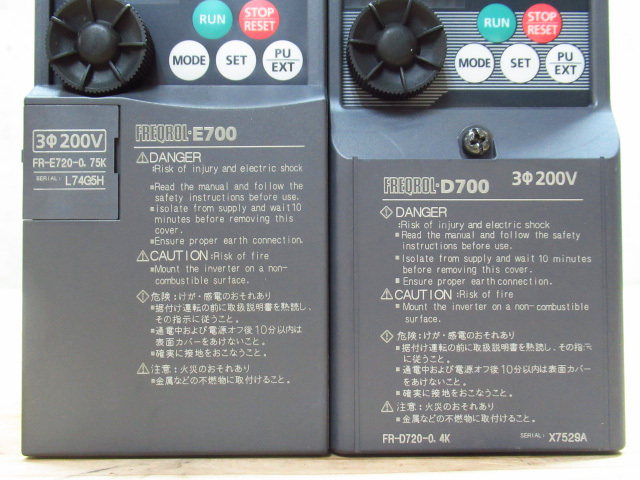 RUN
STOP
RESET
MODE
SET
PU
EXT
3Φ200V
FR-E720-0.75K
SERIAL: L74G5H
FREQROL-E700
⚠DANGER
:Risk of injury and electric shock
▪Read the manual and follow the
safety instructions before use.
▪Isolate from supply and wait 10
minutes before removing this
cover.
▪Ensure proper earth connection.
⚠CAUTION :Risk of fire
▪Mount the inverter on a non-
combustible surface.
危険:けが・感電のおそれあり
▪据付け運転の前に取扱説明書を熟読し、
その指示に従うこと。
▪通電中および電源オフ後10分以内は
表面カバーをあけないこと。
▪確実に接地をおこなうこと。
⚠注意:火災のおそれあり
▪金属などの不燃物に取付けること。
RUN
STOP
RESET
MODE
SET
PU
EXT
FREQROL-D700 3Φ200V
DANGER
:Risk of injury and electric shock
▪Read the manual and follow the safety
instructions before use.
▪Isolate from supply and wait 10 minutes
before removing this cover.
▪Ensure proper earth connection.
⚠CAUTION :Risk of fire
▪Mount the inverter on a non-combustible
surface.
危険:けが・感電のおそれあり
▪据付け運転の前に取扱説明書を熟読し、その指示
に従うこと。
▪通電中および電源オフ後10分以内は表面カバー
をあけないこと。
▪確実に接地をおこなうこと。
⚠注意:火災のおそれあり
▪金属などの不燃物に取付けること。
FR-D720-0.4K SERIAL: X7529A